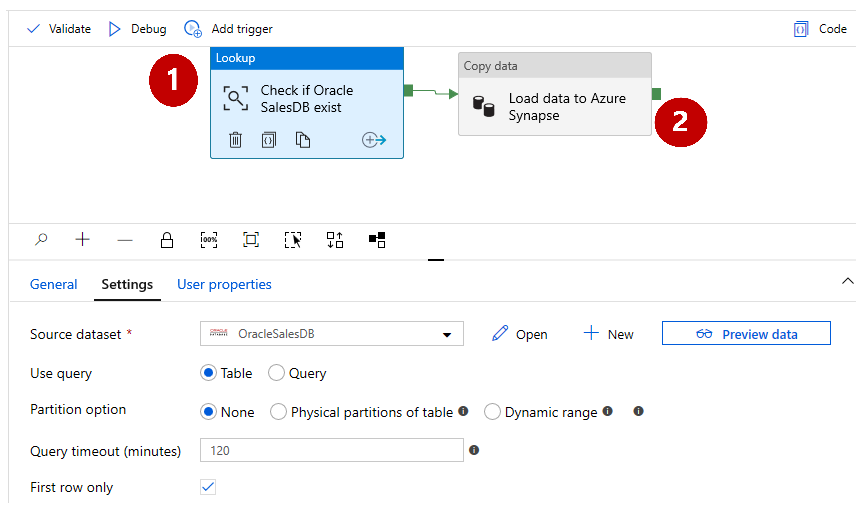 Validate Debug Add trigger Code
Lookup
1
Check if Oracle
SalesDB exist
Copy data
Load data to Azure
Synapse
2
100%
General Settings User properties
Source dataset * ORACLE DATABASE OracleSalesDB Open New Preview data
Use query Table Query
Partition option None Physical partitions of table Dynamic range
Query timeout (minutes) 120
First row only